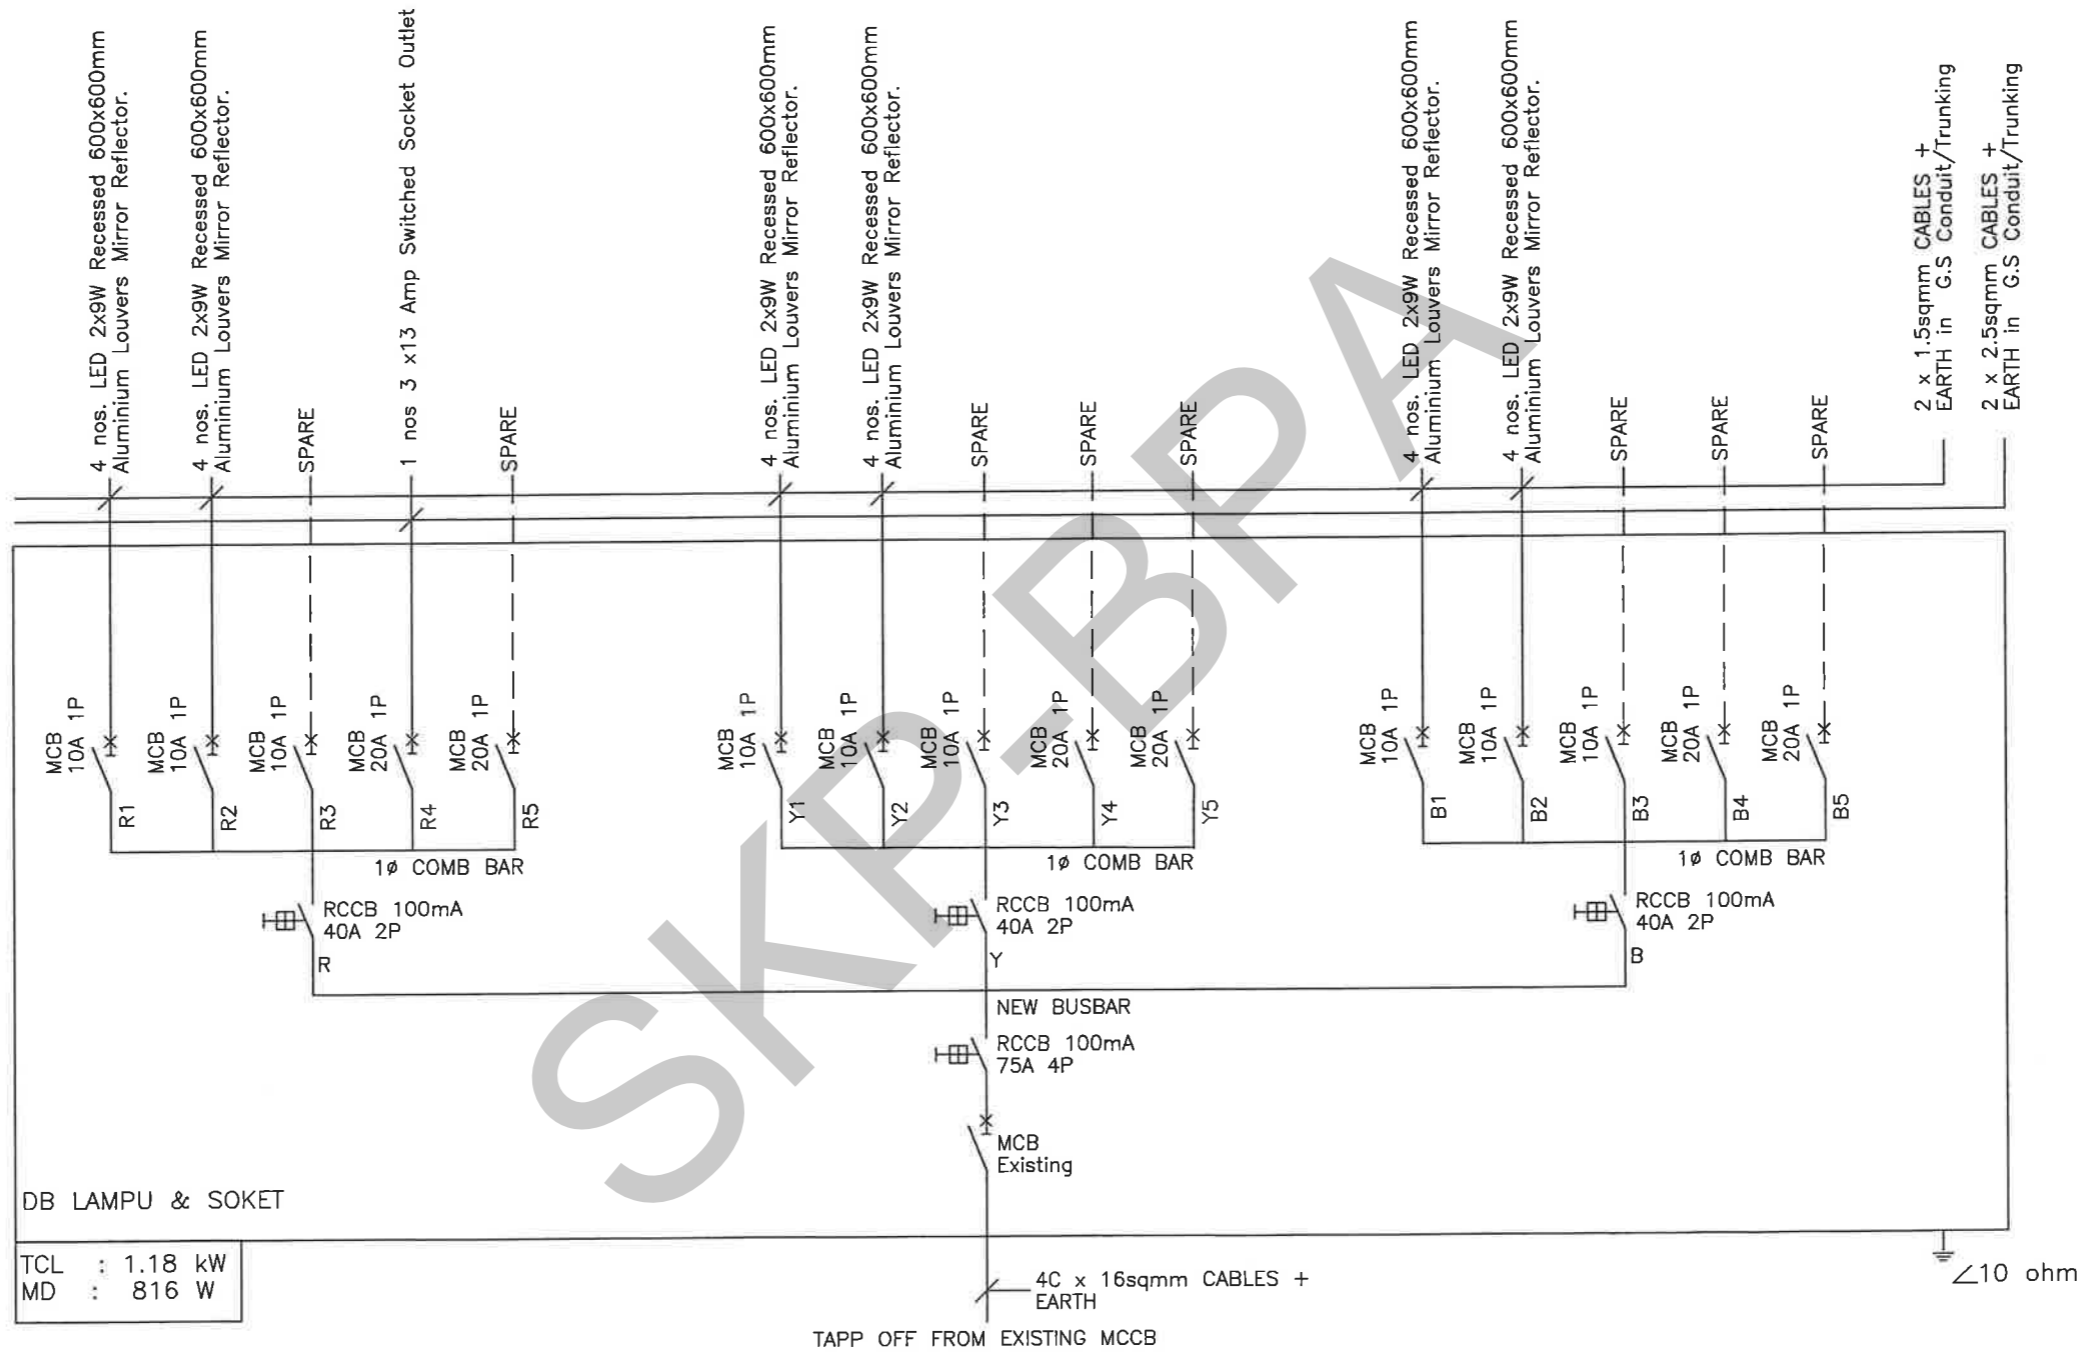 4 nos. LED 2x9W Recessed 600x600mm
Aluminium Louvers Mirror Reflector.
4 nos. LED 2x9W Recessed 600x600mm
Aluminium Louvers Mirror Reflector.
SPARE
1 nos 3 x13 Amp Switched Socket Outlet
SPARE
4 nos. LED 2x9W Recessed 600x600mm
Aluminium Louvers Mirror Reflector.
4 nos. LED 2x9W Recessed 600x600mm
Aluminium Louvers Mirror Reflector.
SPARE
SPARE
SPARE
4 nos. LED 2x9W Recessed 600x600mm
Aluminium Louvers Mirror Reflector.
4 nos. LED 2x9W Recessed 600x600mm
Aluminium Louvers Mirror Reflector.
SPARE
SPARE
SPARE
2 x 1.5sqmm CABLES +
EARTH in G.S Conduit/Trunking
2 x 2.5sqmm CABLES +
EARTH in G.S Conduit/Trunking
MCB
10A 1P
R1
MCB
10A 1P
R2
MCB
10A 1P
R3
MCB
20A 1P
R4
MCB
20A 1P
R5
MCB
10A 1P
Y1
MCB
10A 1P
Y2
MCB
10A 1P
Y3
MCB
20A 1P
Y4
MCB
20A 1P
Y5
MCB
10A 1P
B1
MCB
10A 1P
B2
MCB
10A 1P
B3
MCB
20A 1P
B4
MCB
20A 1P
B5
1ø COMB BAR
1ø COMB BAR
1ø COMB BAR
RCCB 100mA
40A 2P
R
RCCB 100mA
40A 2P
Y
RCCB 100mA
40A 2P
B
NEW BUSBAR
RCCB 100mA
75A 4P
MCB
Existing
DB LAMPU & SOKET
TCL : 1.18 kW
MD : 816 W
4C x 16sqmm CABLES +
EARTH
TAPP OFF FROM EXISTING MCCB
∠10 ohm
SKP-BPA